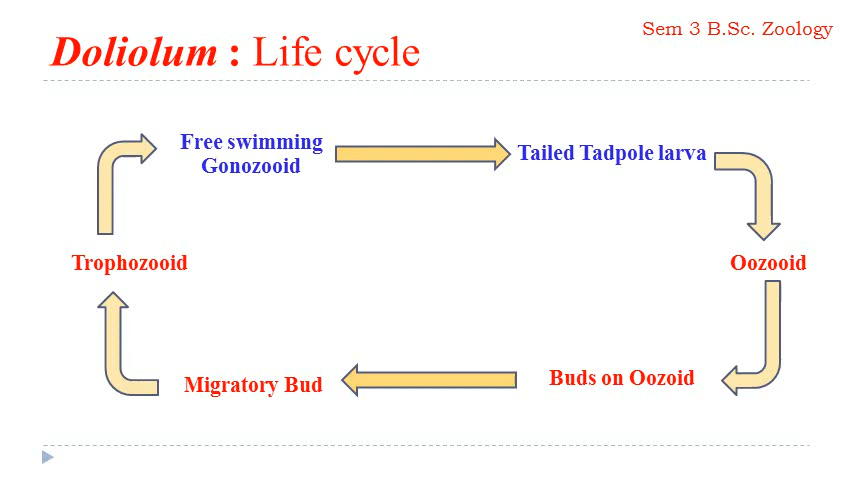 Sem 3 B.Sc. Zoology
Doliolum : Life cycle
Free swimming
Gonozooid
Tailed Tadpole larva
Trophozooid
Oozooid
Migratory Bud
Buds on Oozoid